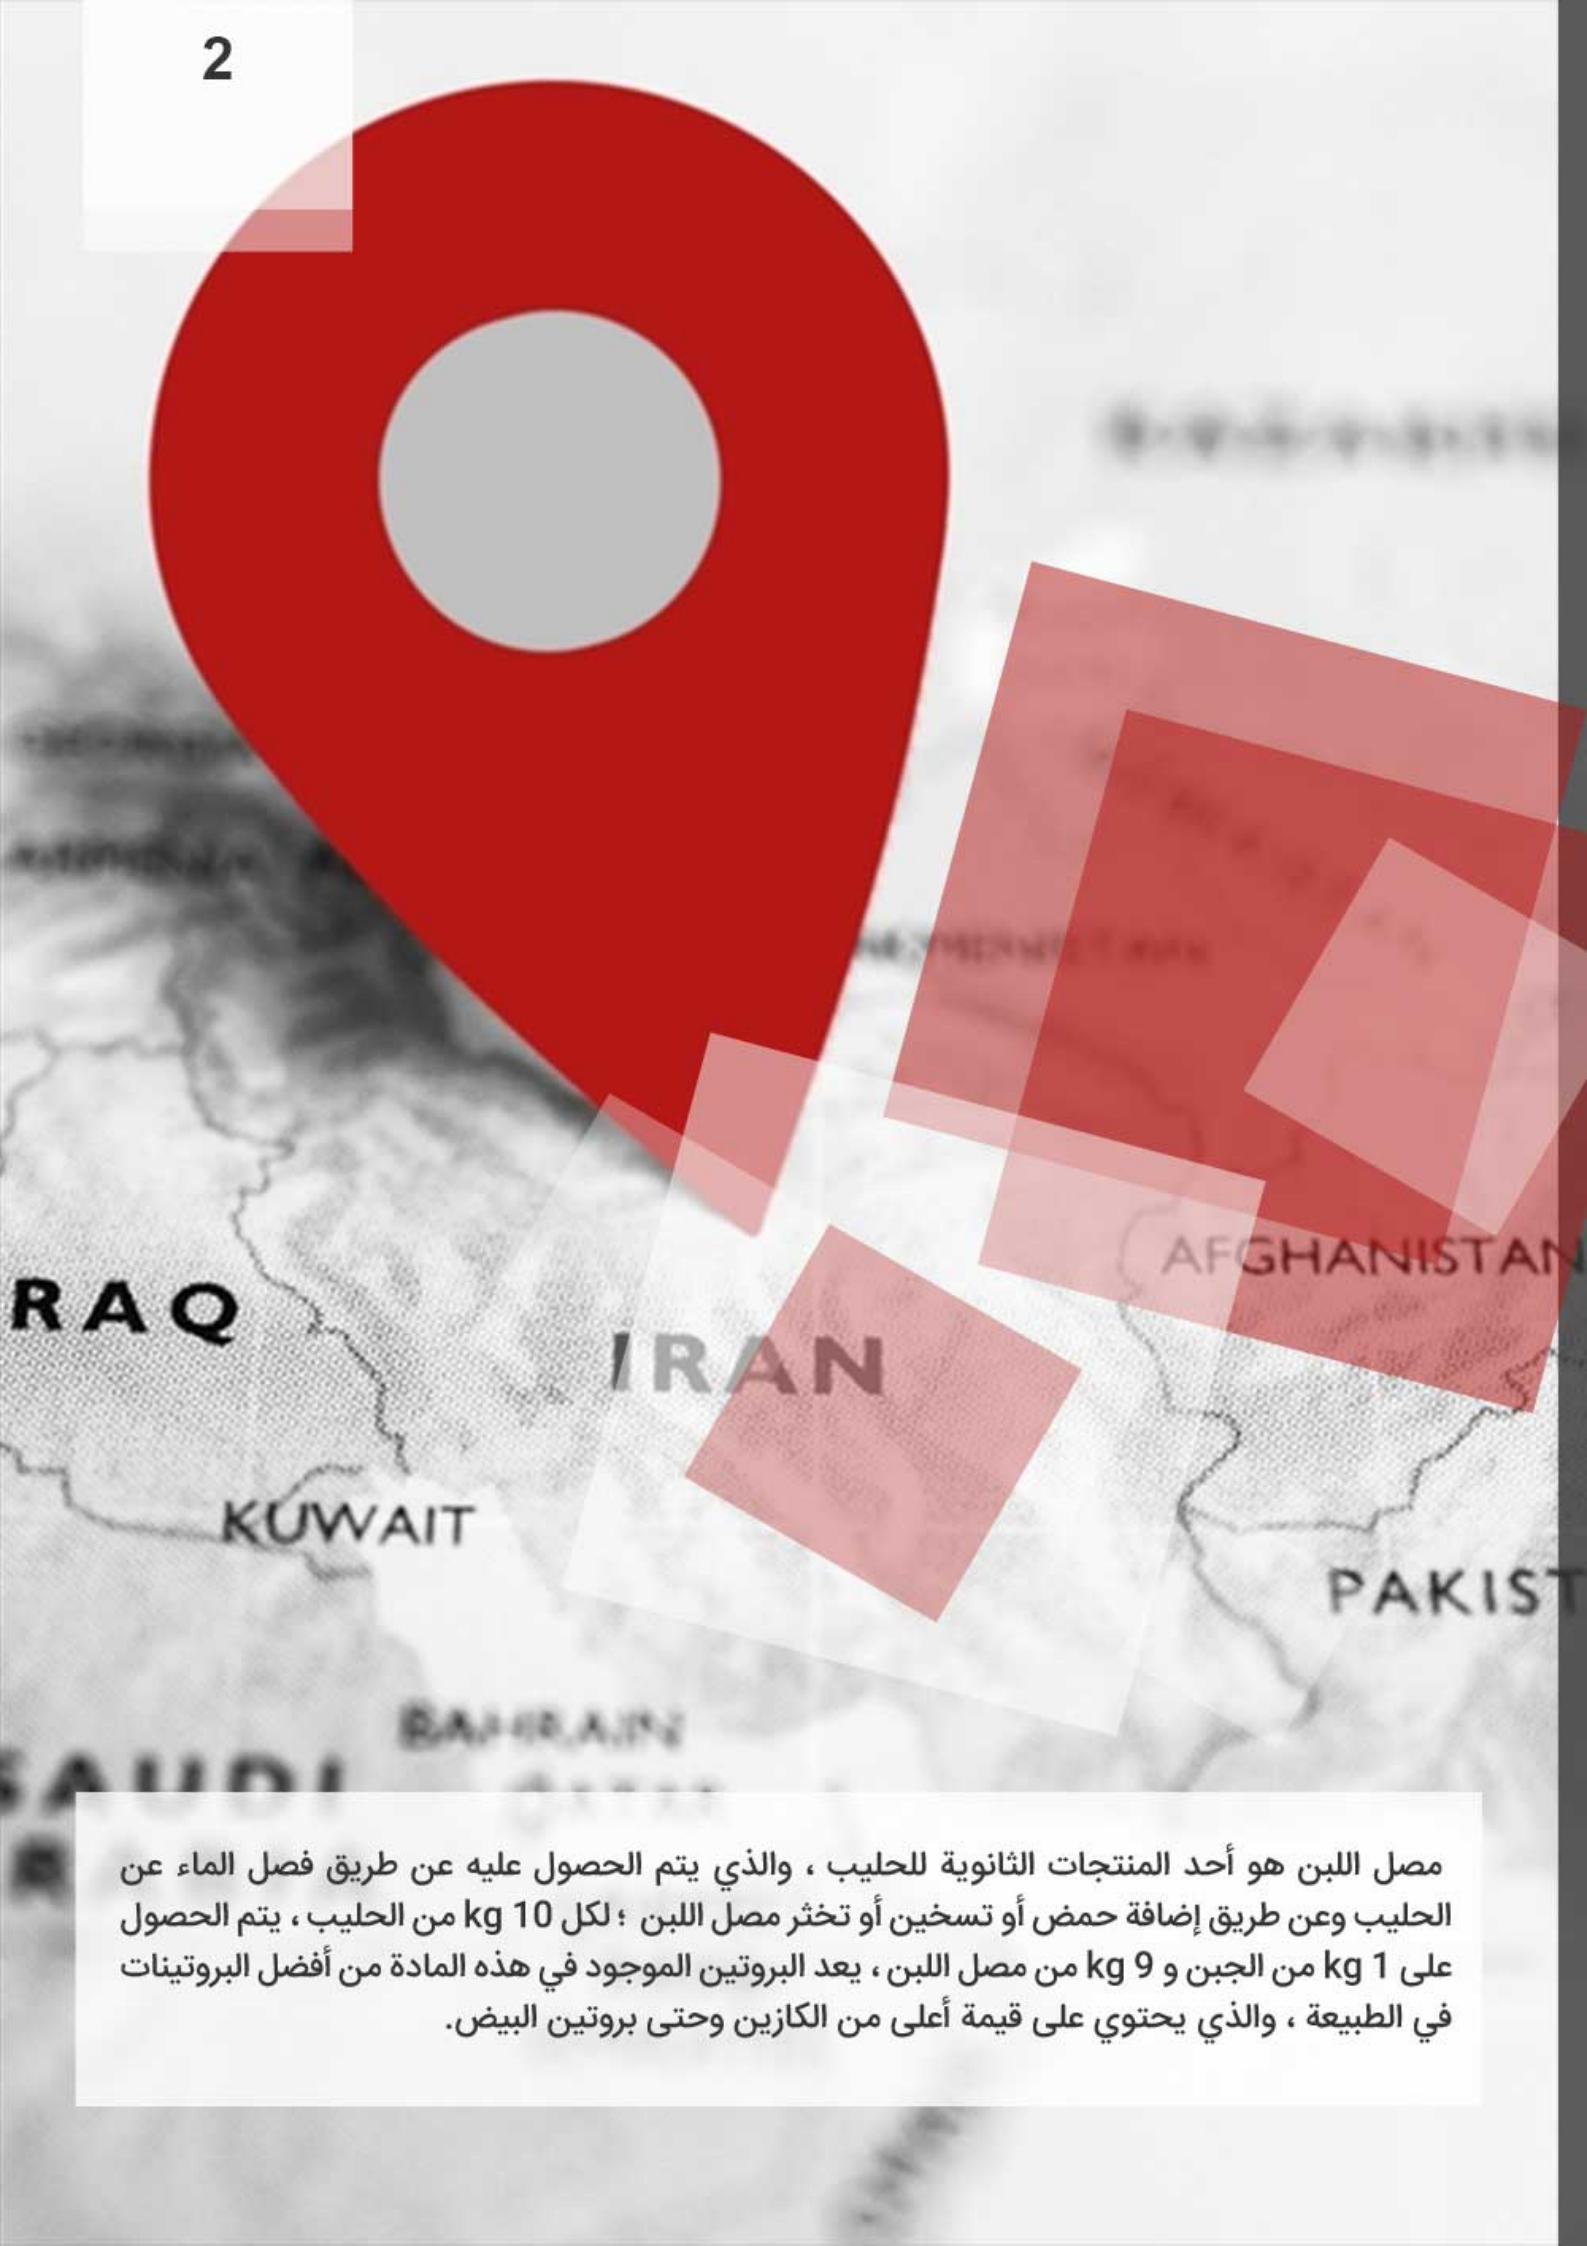 2
AFGHANISTAN
RAQ
IRAN
KUWAIT
PAKIST
BAHRAIN
SAUDI
مصل اللبن هو أحد المنتجات الثانوية للحليب ، والذي يتم الحصول عليه عن طريق فصل الماء عن
الحليب وعن طريق إضافة حمض أو تسخين أو تخثر مصل اللبن ؛ لكل 10 kg من الحليب ، يتم الحصول
على 1 kg من الجبن و 9 kg من مصل اللبن ، يعد البروتين الموجود في هذه المادة من أفضل البروتينات
في الطبيعة ، والذي يحتوي على قيمة أعلى من الكازين وحتى بروتين البيض.